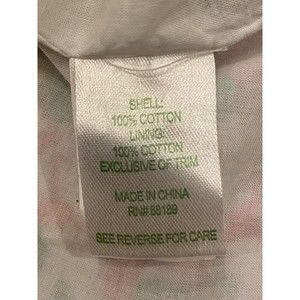 SHELL:
100% COTTON
LINING:
100% COTTON
EXCLUSIVE OF TRIM
MADE IN CHINA
RN# 88189
SEE REVERSE FOR CARE